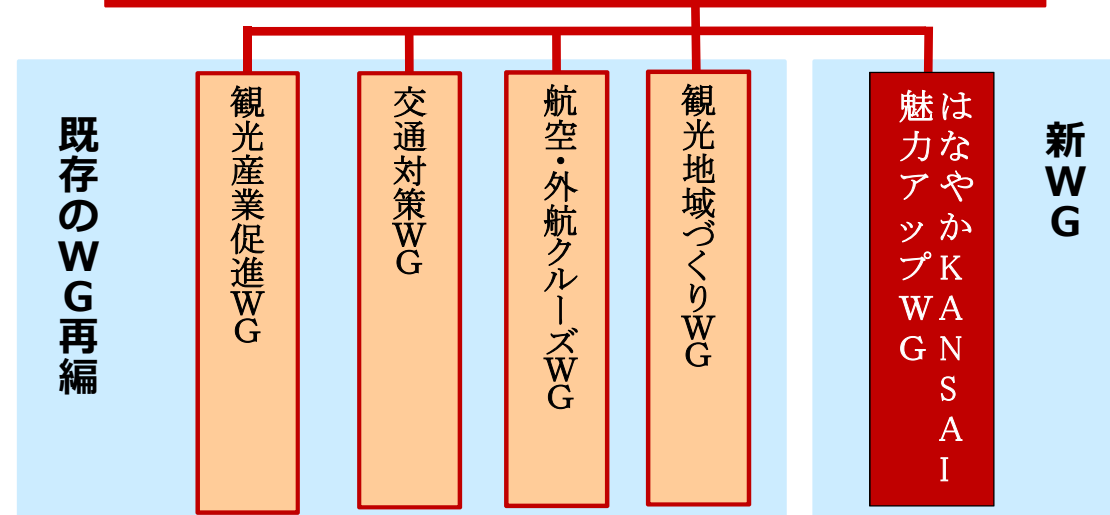 既存のWG再編
観光産業促進WG
交通対策WG
航空・外航クルーズWG
観光地域づくりWG
はなやかKANSAI
魅力アップWG
新WG